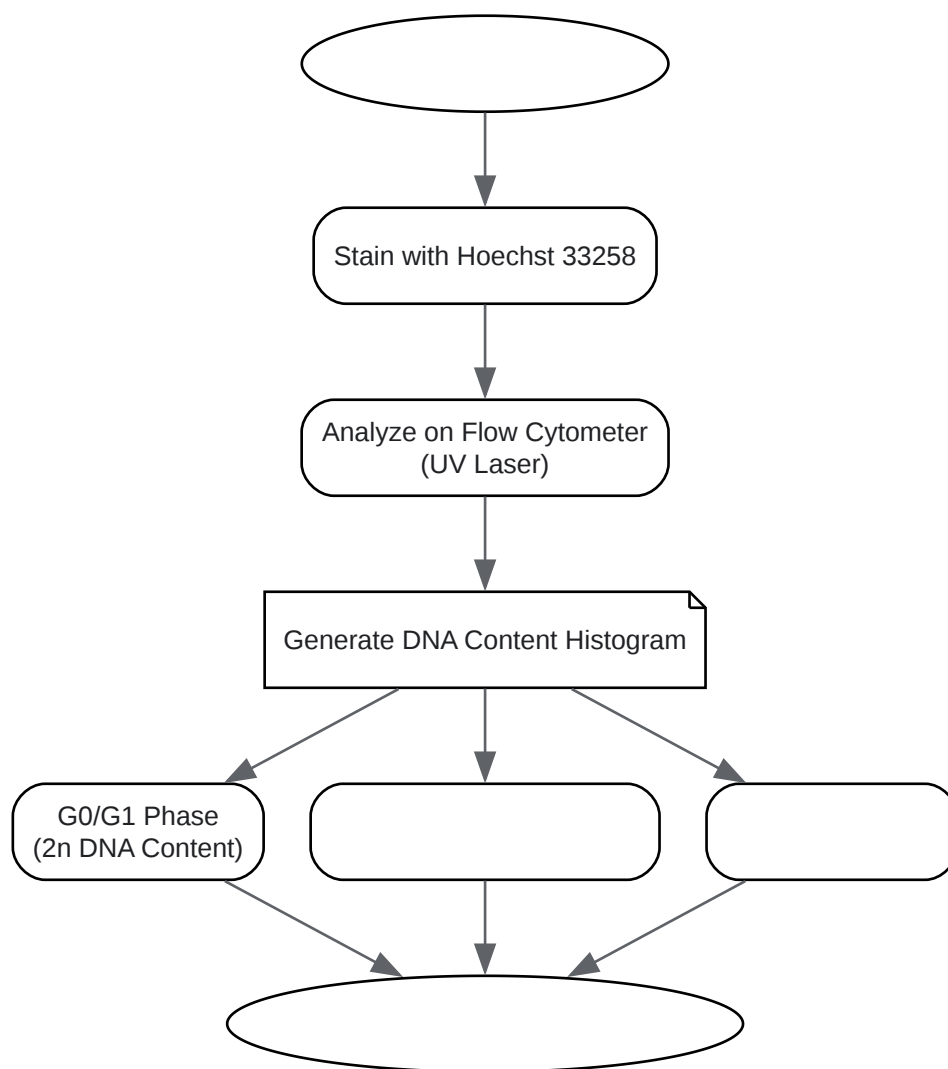 Stain with Hoechst 33258
Analyze on Flow Cytometer
(UV Laser)
Generate DNA Content Histogram
G0/G1 Phase
(2n DNA Content)